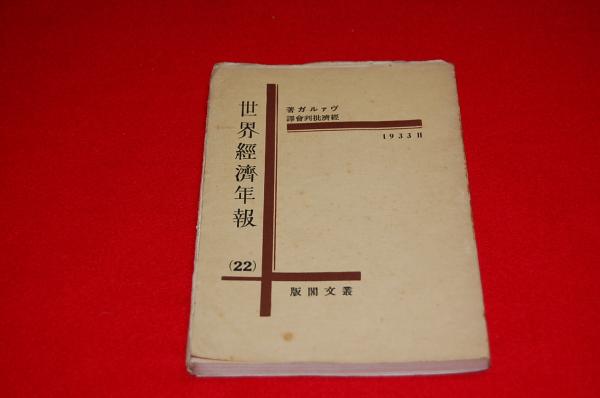 世界經濟年報
(22)
ヴァルガ著
經濟批判會譯
1933 II
叢文閣版